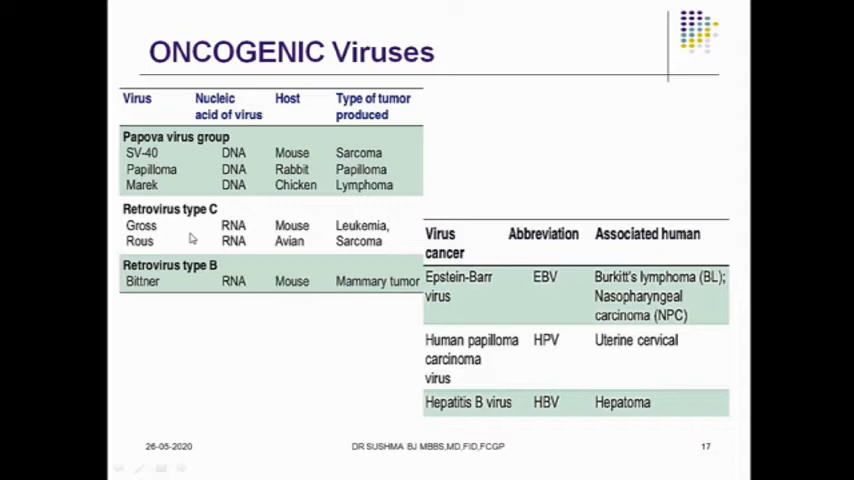 ONCOGENIC Viruses
Virus Nucleic acid of virus Host Type of tumor produced
Papova virus group
SV-40 DNA Mouse Sarcoma
Papilloma DNA Rabbit Papilloma
Marek DNA Chicken Lymphoma
Retrovirus type C
Gross RNA Mouse Leukemia,
Rous RNA Avian Sarcoma
Retrovirus type B
Bittner RNA Mouse Mammary tumor
Virus Abbreviation Associated human
cancer
Epstein-Barr EBV Burkitt's lymphoma (BL);
virus Nasopharyngeal
carcinoma (NPC)
Human papilloma HPV Uterine cervical
carcinoma
virus
Hepatitis B virus HBV Hepatoma
26-05-2020 DR SUSHMA BJ MBBS,MD,FID,FCGP 17